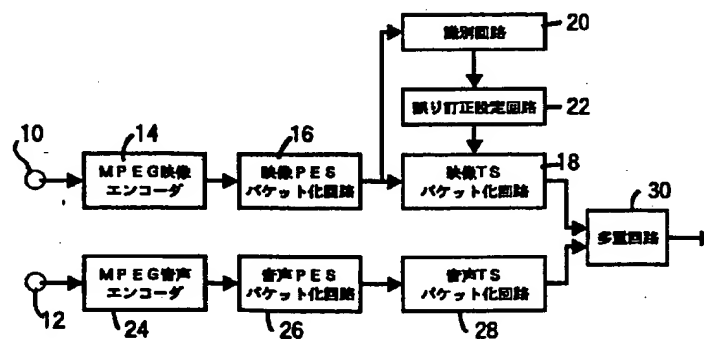 20
識別回路
22
誤り訂正設定回路
10
14
MPEG映像
エンコーダ
16
映像PES
パケット化回路
18
映像TS
パケット化回路
30
多重回路
12
MPEG音声
エンコーダ
24
音声PES
パケット化回路
26
音声TS
パケット化回路
28